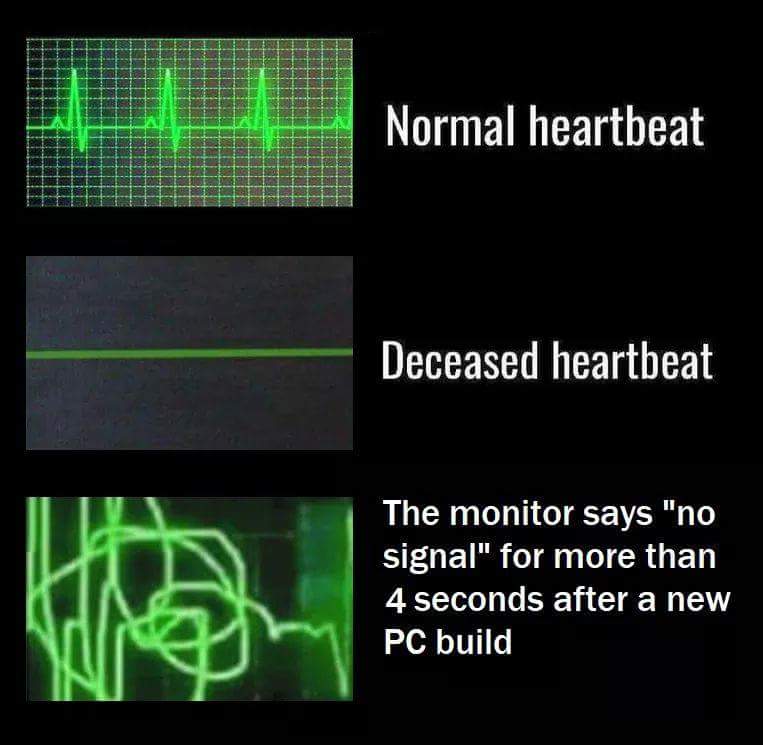 Normal heartbeat
Deceased heartbeat
The monitor says "no
signal" for more than
4 seconds after a new
PC build